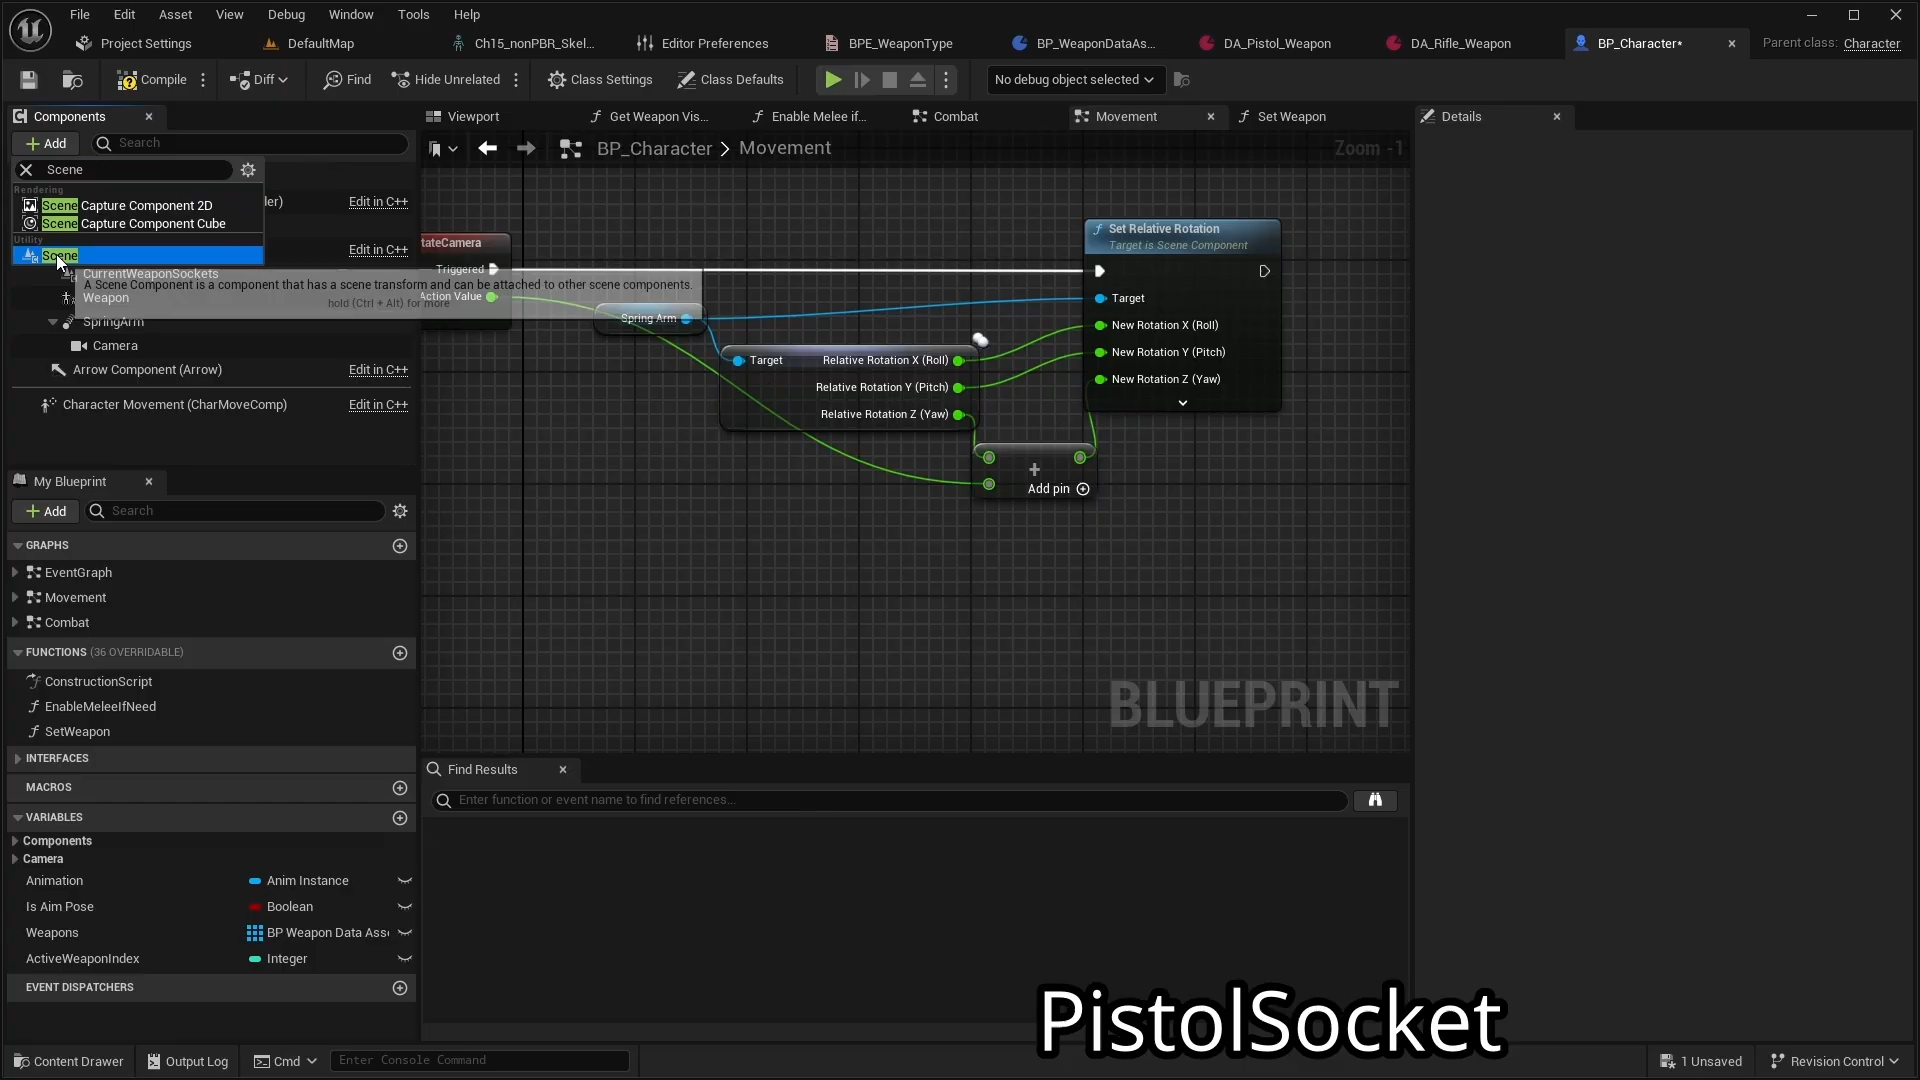 File Edit Asset View Debug Window Tools Help
Project Settings DefaultMap Ch15_nonPBR_Skel... Editor Preferences BPE_WeaponType BP_WeaponDataAs... DA_Pistol_Weapon DA_Rifle_Weapon BP_Character* Parent class: Character
Compile Diff Find Hide Unrelated Class Settings Class Defaults No debug object selected
Components
Viewport Get Weapon Vis... Enable Melee if... Combat Movement Set Weapon
Details
Add Search
BP_Character > Movement Zoom -1
Scene
Rendering
Scene Capture Component 2D
Scene Capture Component Cube
Utility
Scene
Edit in C++
Edit in C++
CurrentWeaponSockets
A Scene Component is a component that has a scene transform and can be attached to other scene components.
Weapon hold (Ctrl + Alt) for more
SpringArm
Camera
Arrow Component (Arrow) Edit in C++
Character Movement (CharMoveComp) Edit in C++
tateCamera
Triggered
Action Value
Spring Arm
Target Relative Rotation X (Roll)
Relative Rotation Y (Pitch)
Relative Rotation Z (Yaw)
Add pin
Set Relative Rotation
Target is Scene Component
Target
New Rotation X (Roll)
New Rotation Y (Pitch)
New Rotation Z (Yaw)
BLUEPRINT
My Blueprint
Add Search
GRAPHS
EventGraph
Movement
Combat
FUNCTIONS (36 OVERRIDABLE)
ConstructionScript
EnableMeleeIfNeed
SetWeapon
INTERFACES
MACROS
VARIABLES
Components
Camera
Animation Anim Instance
Is Aim Pose Boolean
Weapons BP Weapon Data Ass
ActiveWeaponIndex Integer
EVENT DISPATCHERS
Find Results
Enter function or event name to find references...
PistolSocket
Content Drawer Output Log Cmd Enter Console Command 1 Unsaved Revision Control